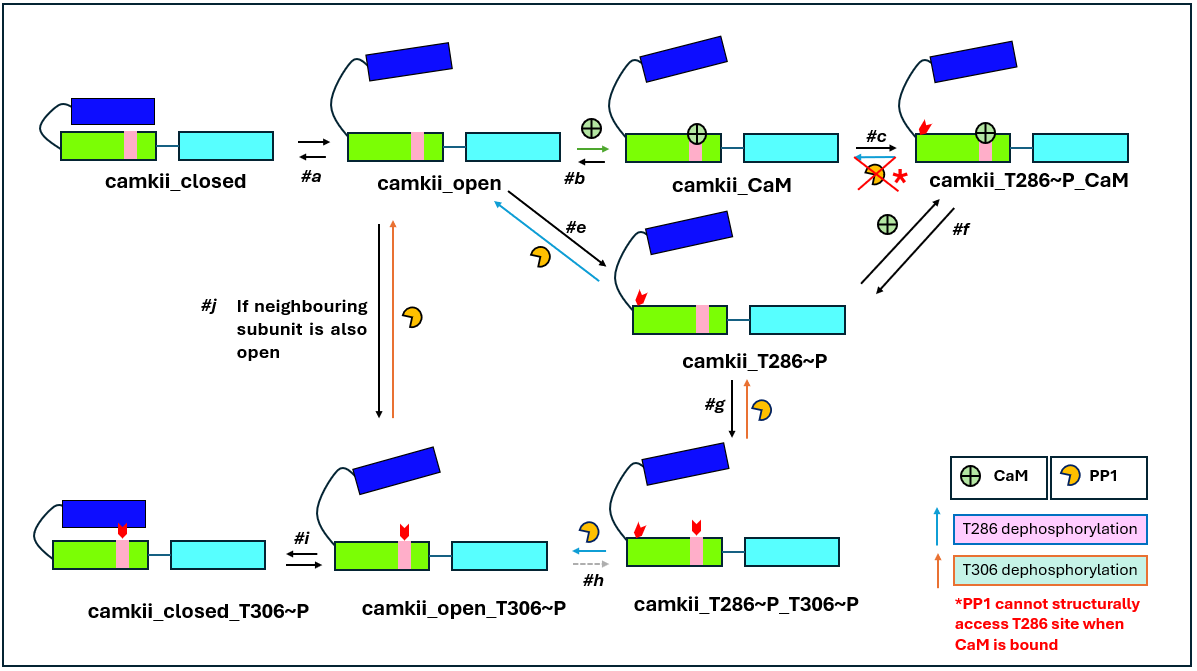 #a
#b
#c
*
camkii_closed
camkii_open
camkii_CaM
camkii_T286~P_CaM
#e
#f
#j If neighbouring
subunit is also
open
camkii_T286~P
#g
#i
#h
camkii_closed_T306~P
camkii_open_T306~P
camkii_T286~P_T306~P
CaM
PP1
T286 dephosphorylation
T306 dephosphorylation
*PP1 cannot structurally
access T286 site when
CaM is bound